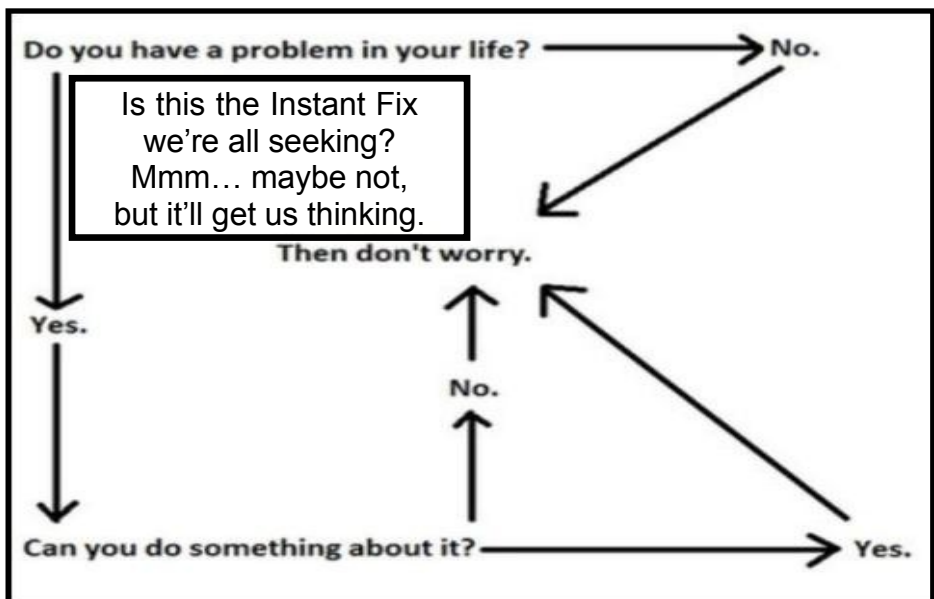 Do you have a problem in your life?
No.
Is this the Instant Fix
we’re all seeking?
Mmm… maybe not,
but it’ll get us thinking.
Then don't worry.
Yes.
No.
Can you do something about it?
Yes.